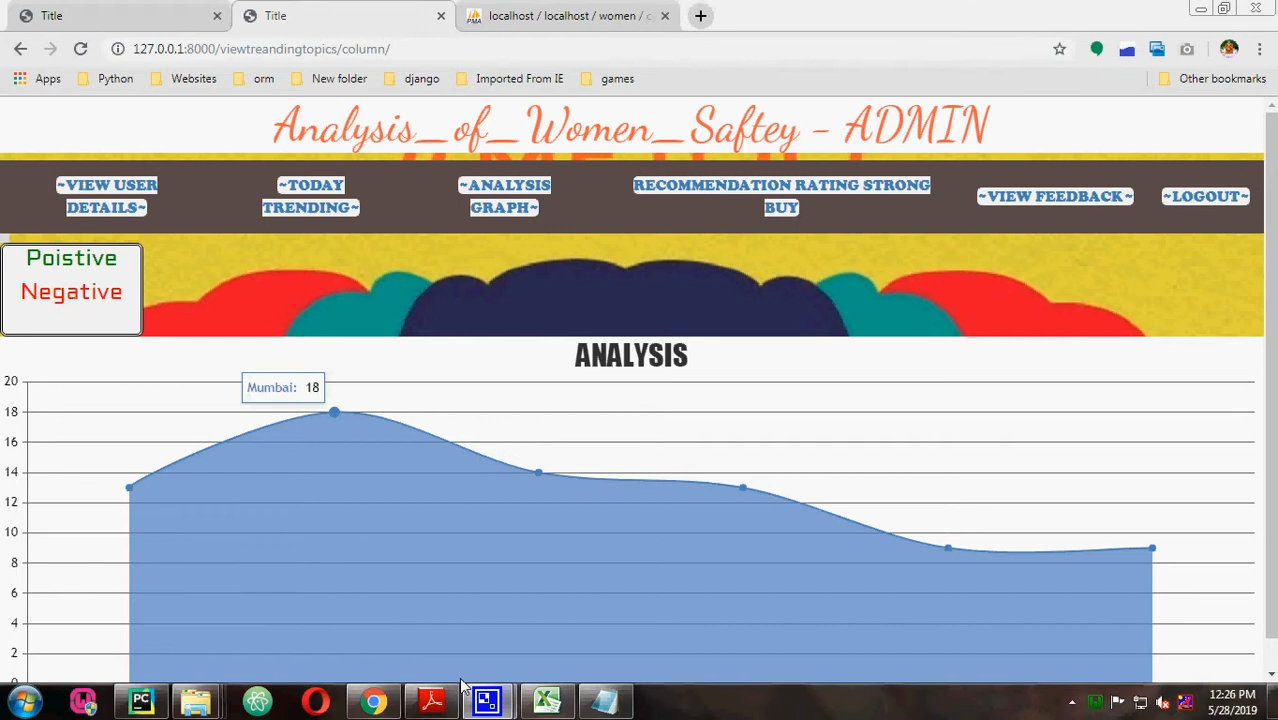 Title
Title
localhost / localhost / women / c
127.0.0.1:8000/viewtreandingtopics/column/
Apps
Python
Websites
orm
New folder
django
Imported From IE
games
Other bookmarks
Analysis_of_Women_Saftey - ADMIN
~VIEW USER
DETAILS~
~TODAY
TRENDING~
~ANALYSIS
GRAPH~
RECOMMENDATION RATING STRONG
BUY
~VIEW FEEDBACK ~
~LOGOUT~
Poistive
Negative
ANALYSIS
20
Mumbai: 18
18
16
14
12
10
8
6
4
2
12:26 PM
5/28/2019